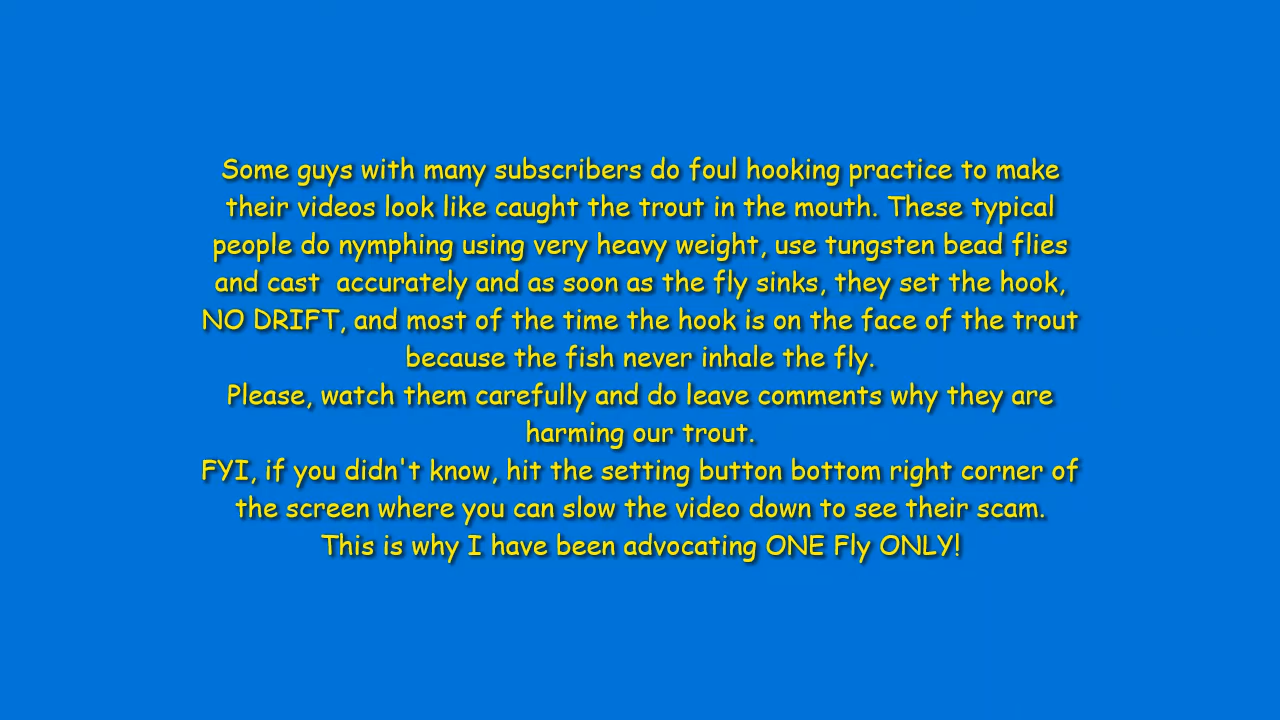 Some guys with many subscribers do foul hooking practice to make
their videos look like caught the trout in the mouth. These typical
people do nymphing using very heavy weight, use tungsten bead flies
and cast  accurately and as soon as the fly sinks, they set the hook,
NO DRIFT, and most of the time the hook is on the face of the trout
because the fish never inhale the fly.
Please, watch them carefully and do leave comments why they are
harming our trout.
FYI, if you didn't know, hit the setting button bottom right corner of
the screen where you can slow the video down to see their scam.
This is why I have been advocating ONE Fly ONLY!